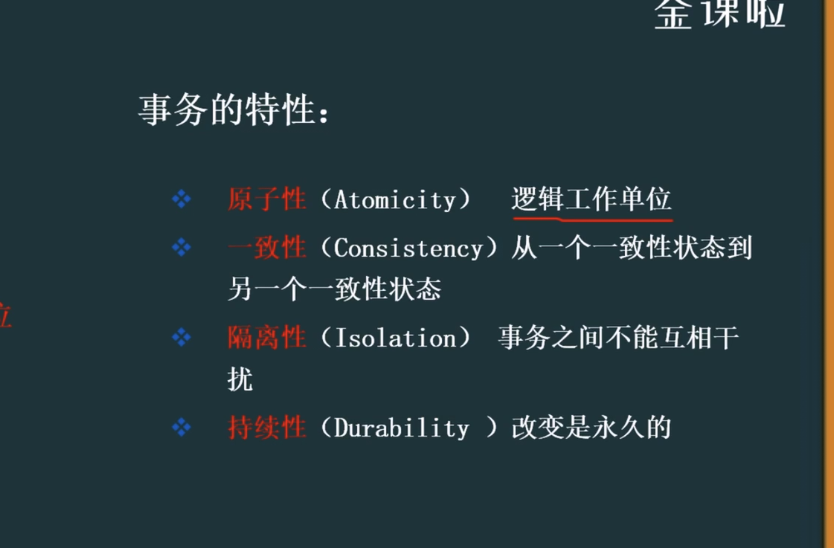 金课啦
事务的特性：
原子性（Atomicity） 逻辑工作单位
一致性（Consistency）从一个一致性状态到
另一个一致性状态
隔离性（Isolation） 事务之间不能互相干
扰
位
持续性（Durability ）改变是永久的